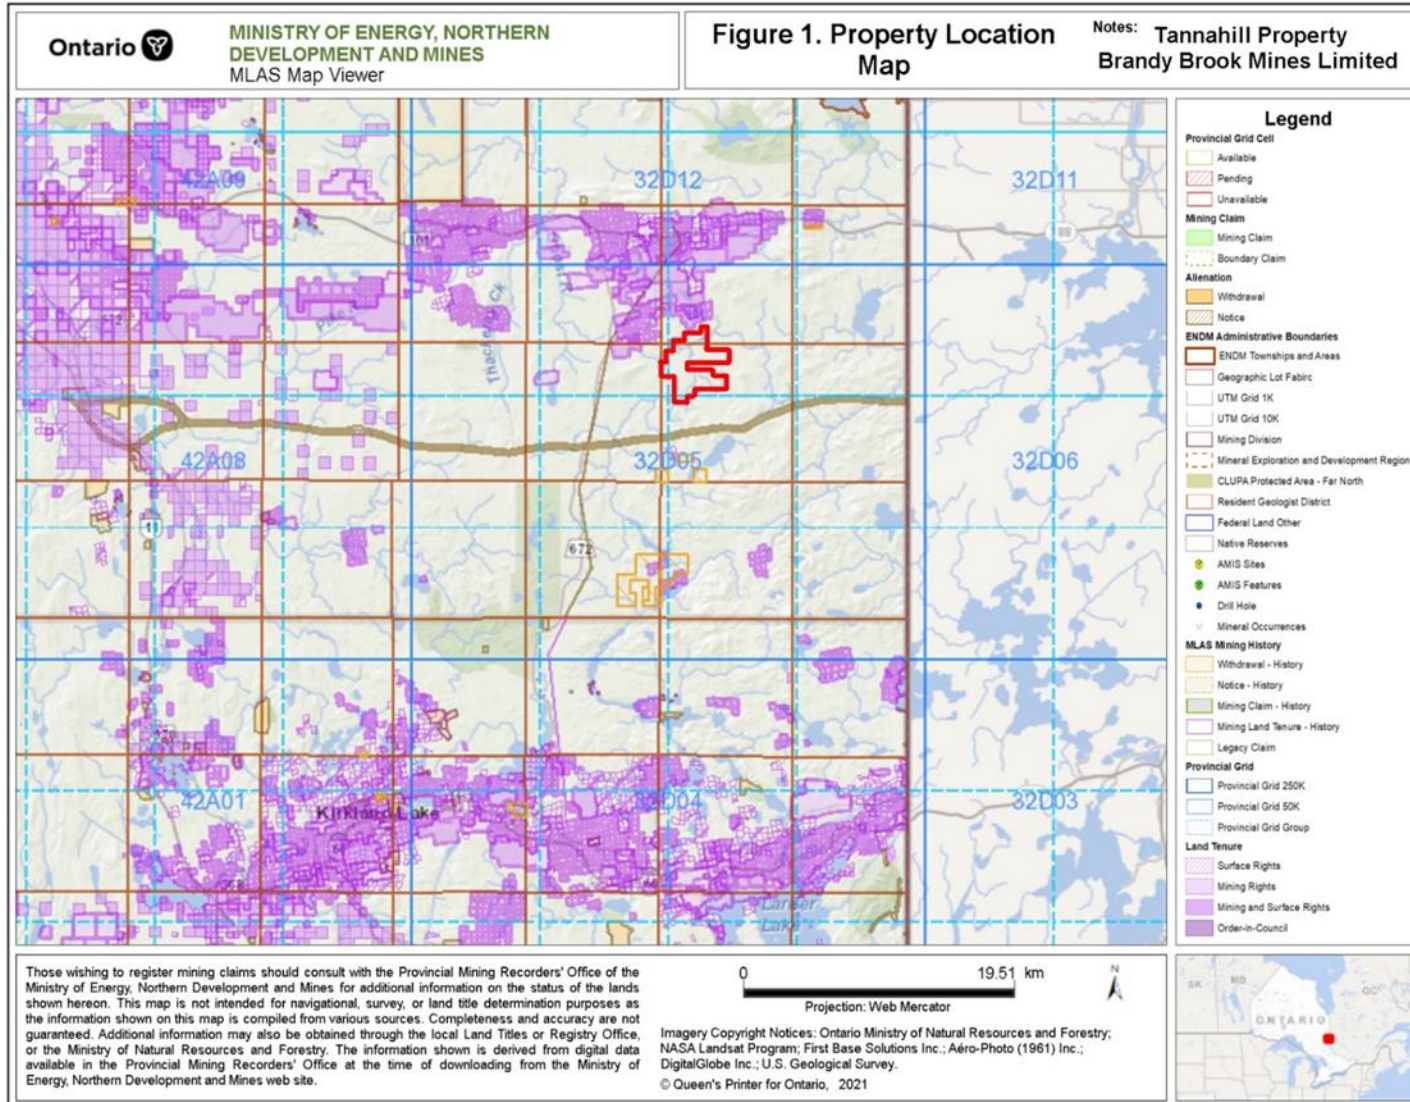 Ontario
MINISTRY OF ENERGY, NORTHERN
DEVELOPMENT AND MINES
MLAS Map Viewer
Figure 1. Property Location
Map
Notes: Tannahill Property
Brandy Brook Mines Limited
42A09
32D12
32D11
101
Thackeray Ck
42A08
32D05
32D06
11
672
42A01
Kirkland Lake
32D04
32D03
Larder
Lake
Legend
Provincial Grid Cell
Available
Pending
Unavailable
Mining Claim
Mining Claim
Boundary Claim
Alienation
Withdrawal
Notice
ENDM Administrative Boundaries
ENDM Townships and Areas
Geographic Lot Fabirc
UTM Grid 1K
UTM Grid 10K
Mining Division
Mineral Exploration and Development Region
CLUPA Protected Area - Far North
Resident Geologist District
Federal Land Other
Native Reserves
AMIS Sites
AMIS Features
Drill Hole
Mineral Occurrences
MLAS Mining History
Withdrawal - History
Notice - History
Mining Claim - History
Mining Land Tenure - History
Legacy Claim
Provincial Grid
Provincial Grid 250K
Provincial Grid 50K
Provincial Grid Group
Land Tenure
Surface Rights
Mining Rights
Mining and Surface Rights
Order-in-Council
Those wishing to register mining claims should consult with the Provincial Mining Recorders' Office of the
Ministry of Energy, Northern Development and Mines for additional information on the status of the lands
shown hereon. This map is not intended for navigational, survey, or land title determination purposes as
the information shown on this map is compiled from various sources. Completeness and accuracy are not
guaranteed. Additional information may also be obtained through the local Land Titles or Registry Office,
or the Ministry of Natural Resources and Forestry. The information shown is derived from digital data
available in the Provincial Mining Recorders' Office at the time of downloading from the Ministry of
Energy, Northern Development and Mines web site.
0 19.51 km
Projection: Web Mercator
N
Imagery Copyright Notices: Ontario Ministry of Natural Resources and Forestry;
NASA Landsat Program; First Base Solutions Inc.; Aéro-Photo (1961) Inc.;
DigitalGlobe Inc.; U.S. Geological Survey.
© Queen's Printer for Ontario, 2021
SK
MB
ONTARIO
QC